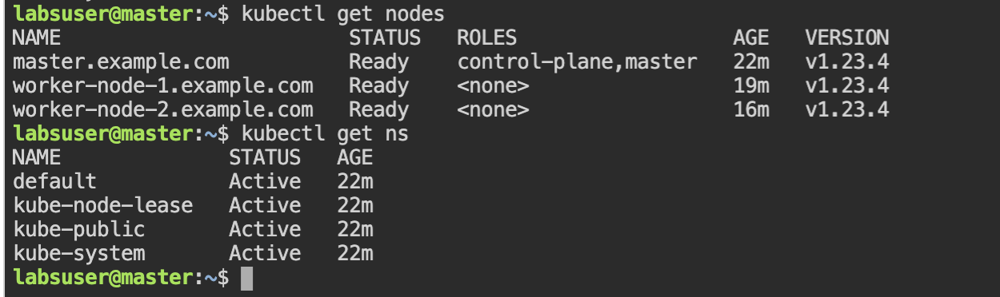 labsuser@master:~$ kubectl get nodes
NAME                        STATUS   ROLES                  AGE   VERSION
master.example.com          Ready    control-plane,master   22m   v1.23.4
worker-node-1.example.com   Ready    <none>                 19m   v1.23.4
worker-node-2.example.com   Ready    <none>                 16m   v1.23.4
labsuser@master:~$ kubectl get ns
NAME              STATUS   AGE
default           Active   22m
kube-node-lease   Active   22m
kube-public       Active   22m
kube-system       Active   22m
labsuser@master:~$